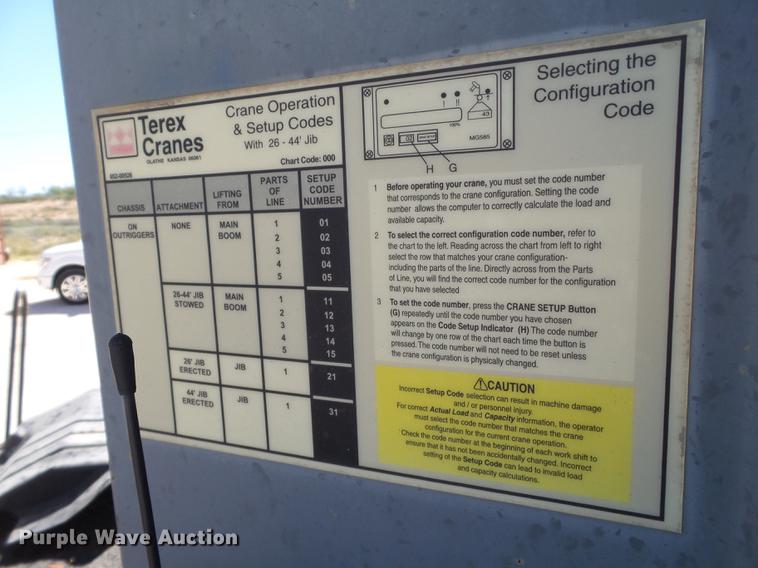 Terex
Cranes
OLATHE KANSAS 66061
Crane Operation
& Setup Codes
With 26 - 44' Jib
652-00526
Chart Code: 000
CHASSIS ATTACHMENT LIFTING FROM PARTS OF LINE SETUP CODE NUMBER
ON OUTRIGGERS NONE MAIN BOOM 1 01
2 02
3 03
4 04
5 05
26-44' JIB STOWED MAIN BOOM 1 11
2 12
3 13
4 14
5 15
26' JIB ERECTED JIB 1 21
44' JIB ERECTED JIB 1 31
Selecting the
Configuration
Code
100%
MG585
H G
1 Before operating your crane, you must set the code number
that corresponds to the crane configuration. Setting the code
number allows the computer to correctly calculate the load and
available capacity.
2 To select the correct configuration code number, refer to
the chart to the left. Reading across the chart from left to right
select the row that matches your crane configuration-
including the parts of the line. Directly across from the Parts
of Line, you will find the correct code number for the configuration
that you have selected
3 To set the code number, press the CRANE SETUP Button
(G) repeatedly until the number you have chosen
appears on the Code Setup Indicator (H) The code number
will change by one row of the chart each time the button is
pressed. The code number will not need to be reset unless
the crane configuration is physically changed.
CAUTION
Incorrect Setup Code selection can result in machine damage
and / or personnel injury.
For correct Actual Load and Capacity information, the operator
must select the code number that matches the crane
configuration for the current crane operation.
Check the code number at the beginning of each work shift to
ensure that it has not been accidentally changed. Incorrect
setting of the Setup Code can lead to invalid load
and capacity calculations.
Purple Wave Auction